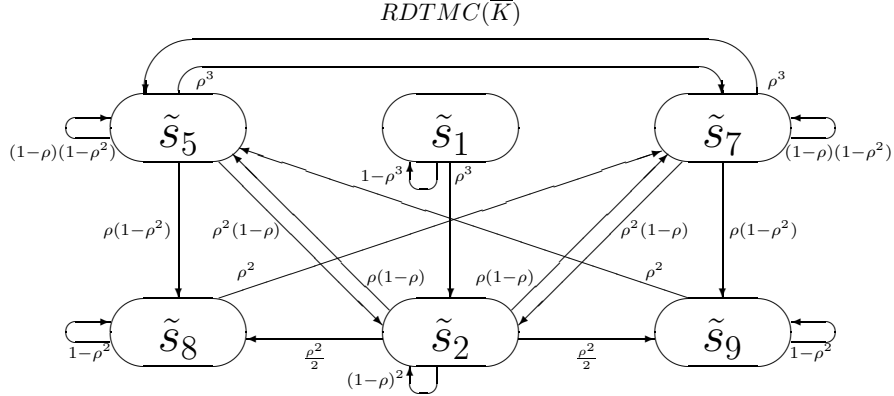 RDTMC(K̅)
ρ³ ρ³
s̃₅ s̃₁ s̃₇
(1−ρ)(1−ρ²) 1−ρ³ ρ³ (1−ρ)(1−ρ²)
ρ(1−ρ²) ρ²(1−ρ) ρ²(1−ρ) ρ(1−ρ²)
ρ² ρ(1−ρ) ρ(1−ρ) ρ²
s̃₈ s̃₂ s̃₉
1−ρ² ρ²/2 ρ²/2 1−ρ²
(1−ρ)²